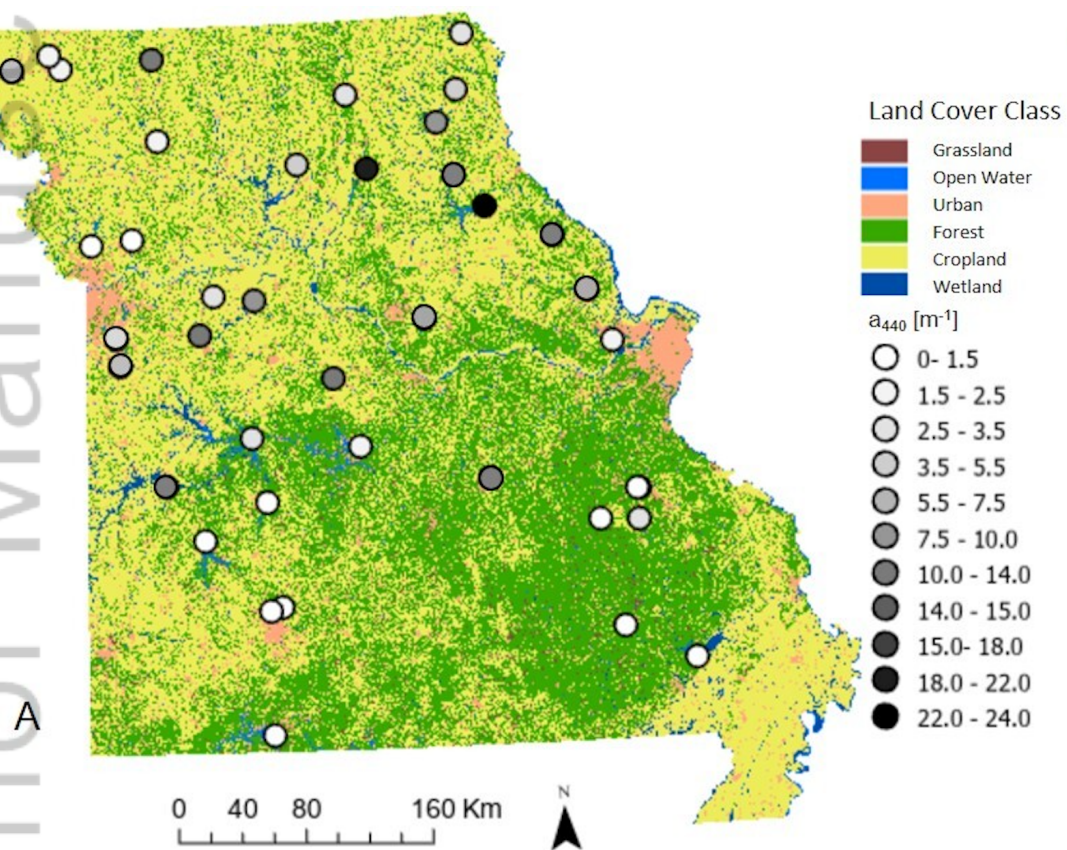 Land Cover Class
Grassland
Open Water
Urban
Forest
Cropland
Wetland
a440 [m-1]
0- 1.5
1.5 - 2.5
2.5 - 3.5
3.5 - 5.5
5.5 - 7.5
7.5 - 10.0
10.0 - 14.0
14.0 - 15.0
15.0- 18.0
18.0 - 22.0
22.0 - 24.0
A
0 40 80 160 Km
N